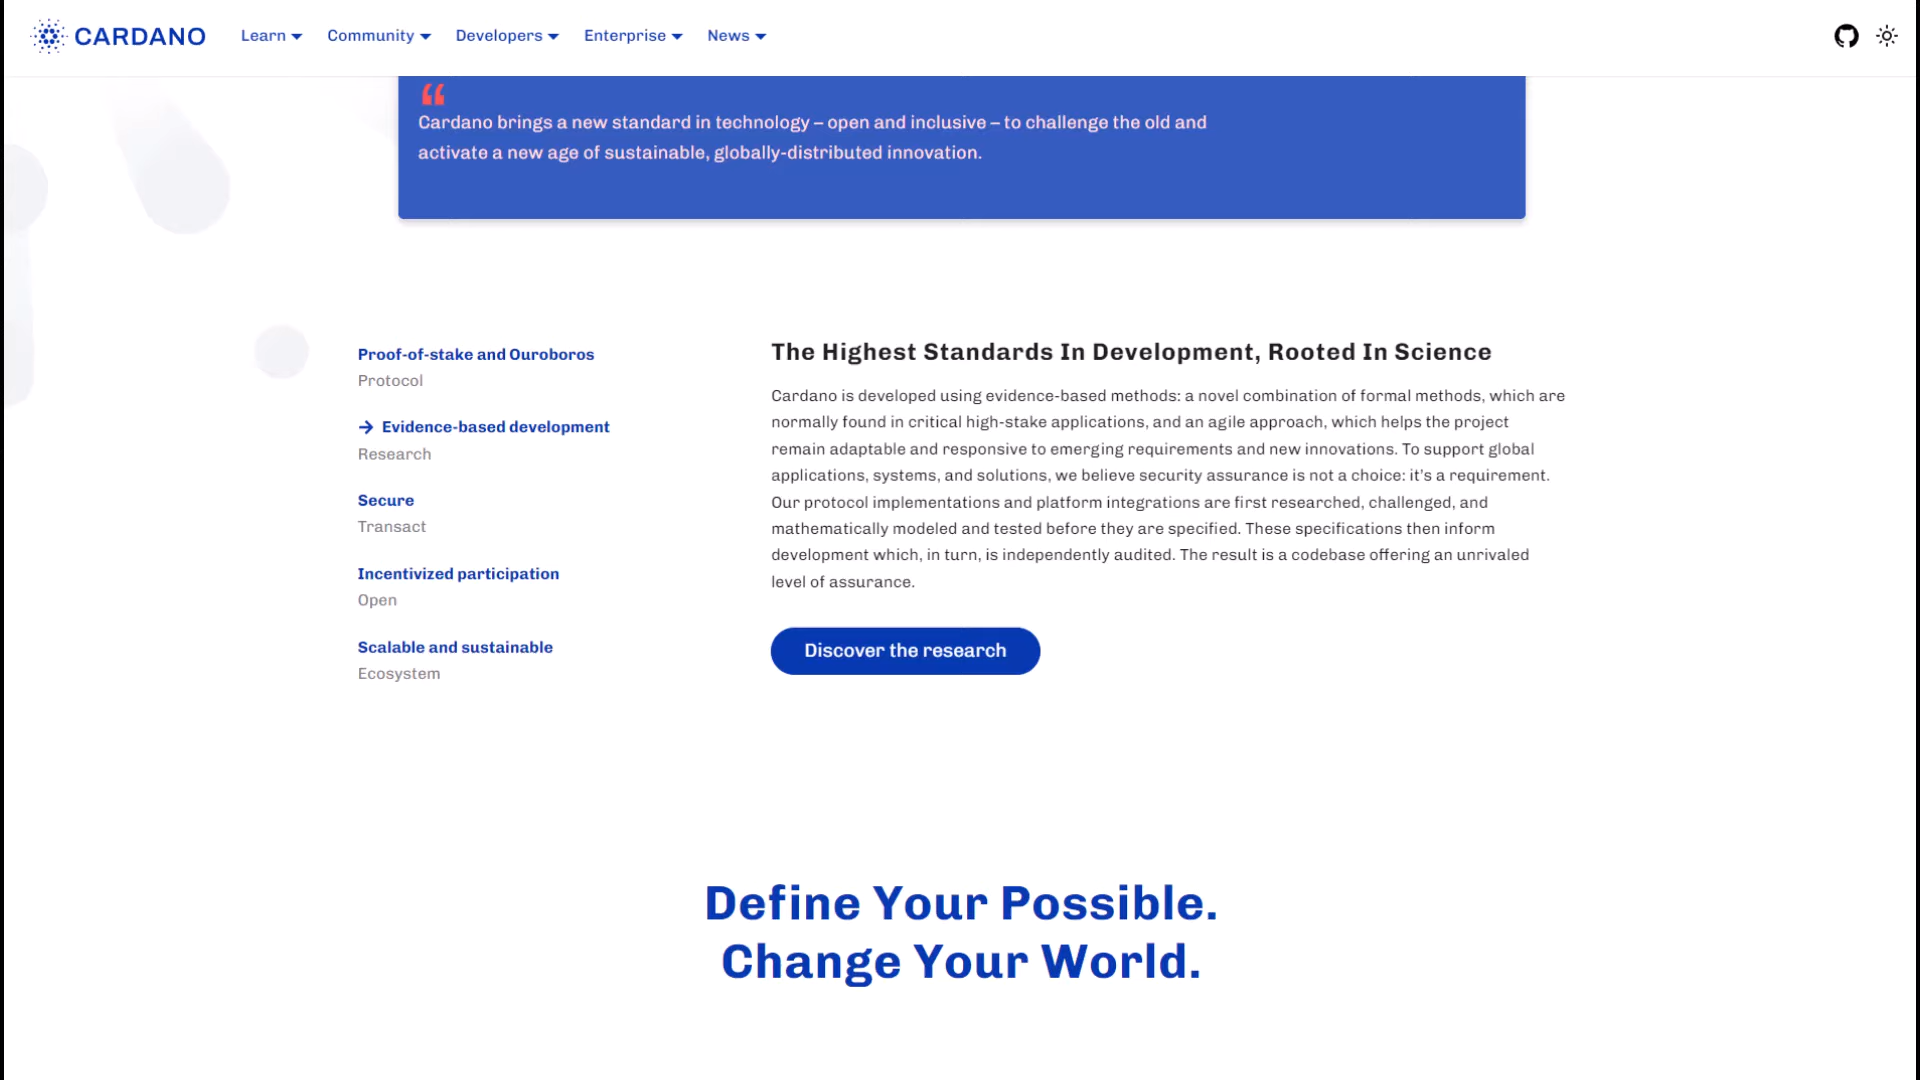 CARDANO
Learn
Community
Developers
Enterprise
News
“
Cardano brings a new standard in technology – open and inclusive – to challenge the old and
activate a new age of sustainable, globally-distributed innovation.
Proof-of-stake and Ouroboros
Protocol
→ Evidence-based development
Research
Secure
Transact
Incentivized participation
Open
Scalable and sustainable
Ecosystem
The Highest Standards In Development, Rooted In Science
Cardano is developed using evidence-based methods: a novel combination of formal methods, which are
normally found in critical high-stake applications, and an agile approach, which helps the project
remain adaptable and responsive to emerging requirements and new innovations. To support global
applications, systems, and solutions, we believe security assurance is not a choice: it's a requirement.
Our protocol implementations and platform integrations are first researched, challenged, and
mathematically modeled and tested before they are specified. These specifications then inform
development which, in turn, is independently audited. The result is a codebase offering an unrivaled
level of assurance.
Discover the research
Define Your Possible.
Change Your World.